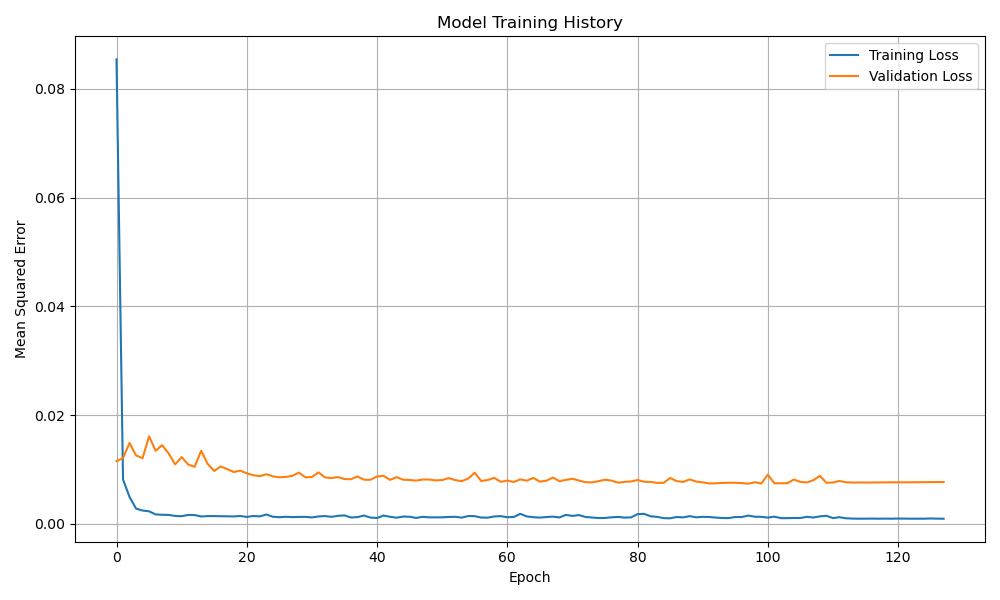 Model Training History
Training Loss
Validation Loss
Mean Squared Error
0.08
0.06
0.04
0.02
0.00
0 20 40 60 80 100 120
Epoch